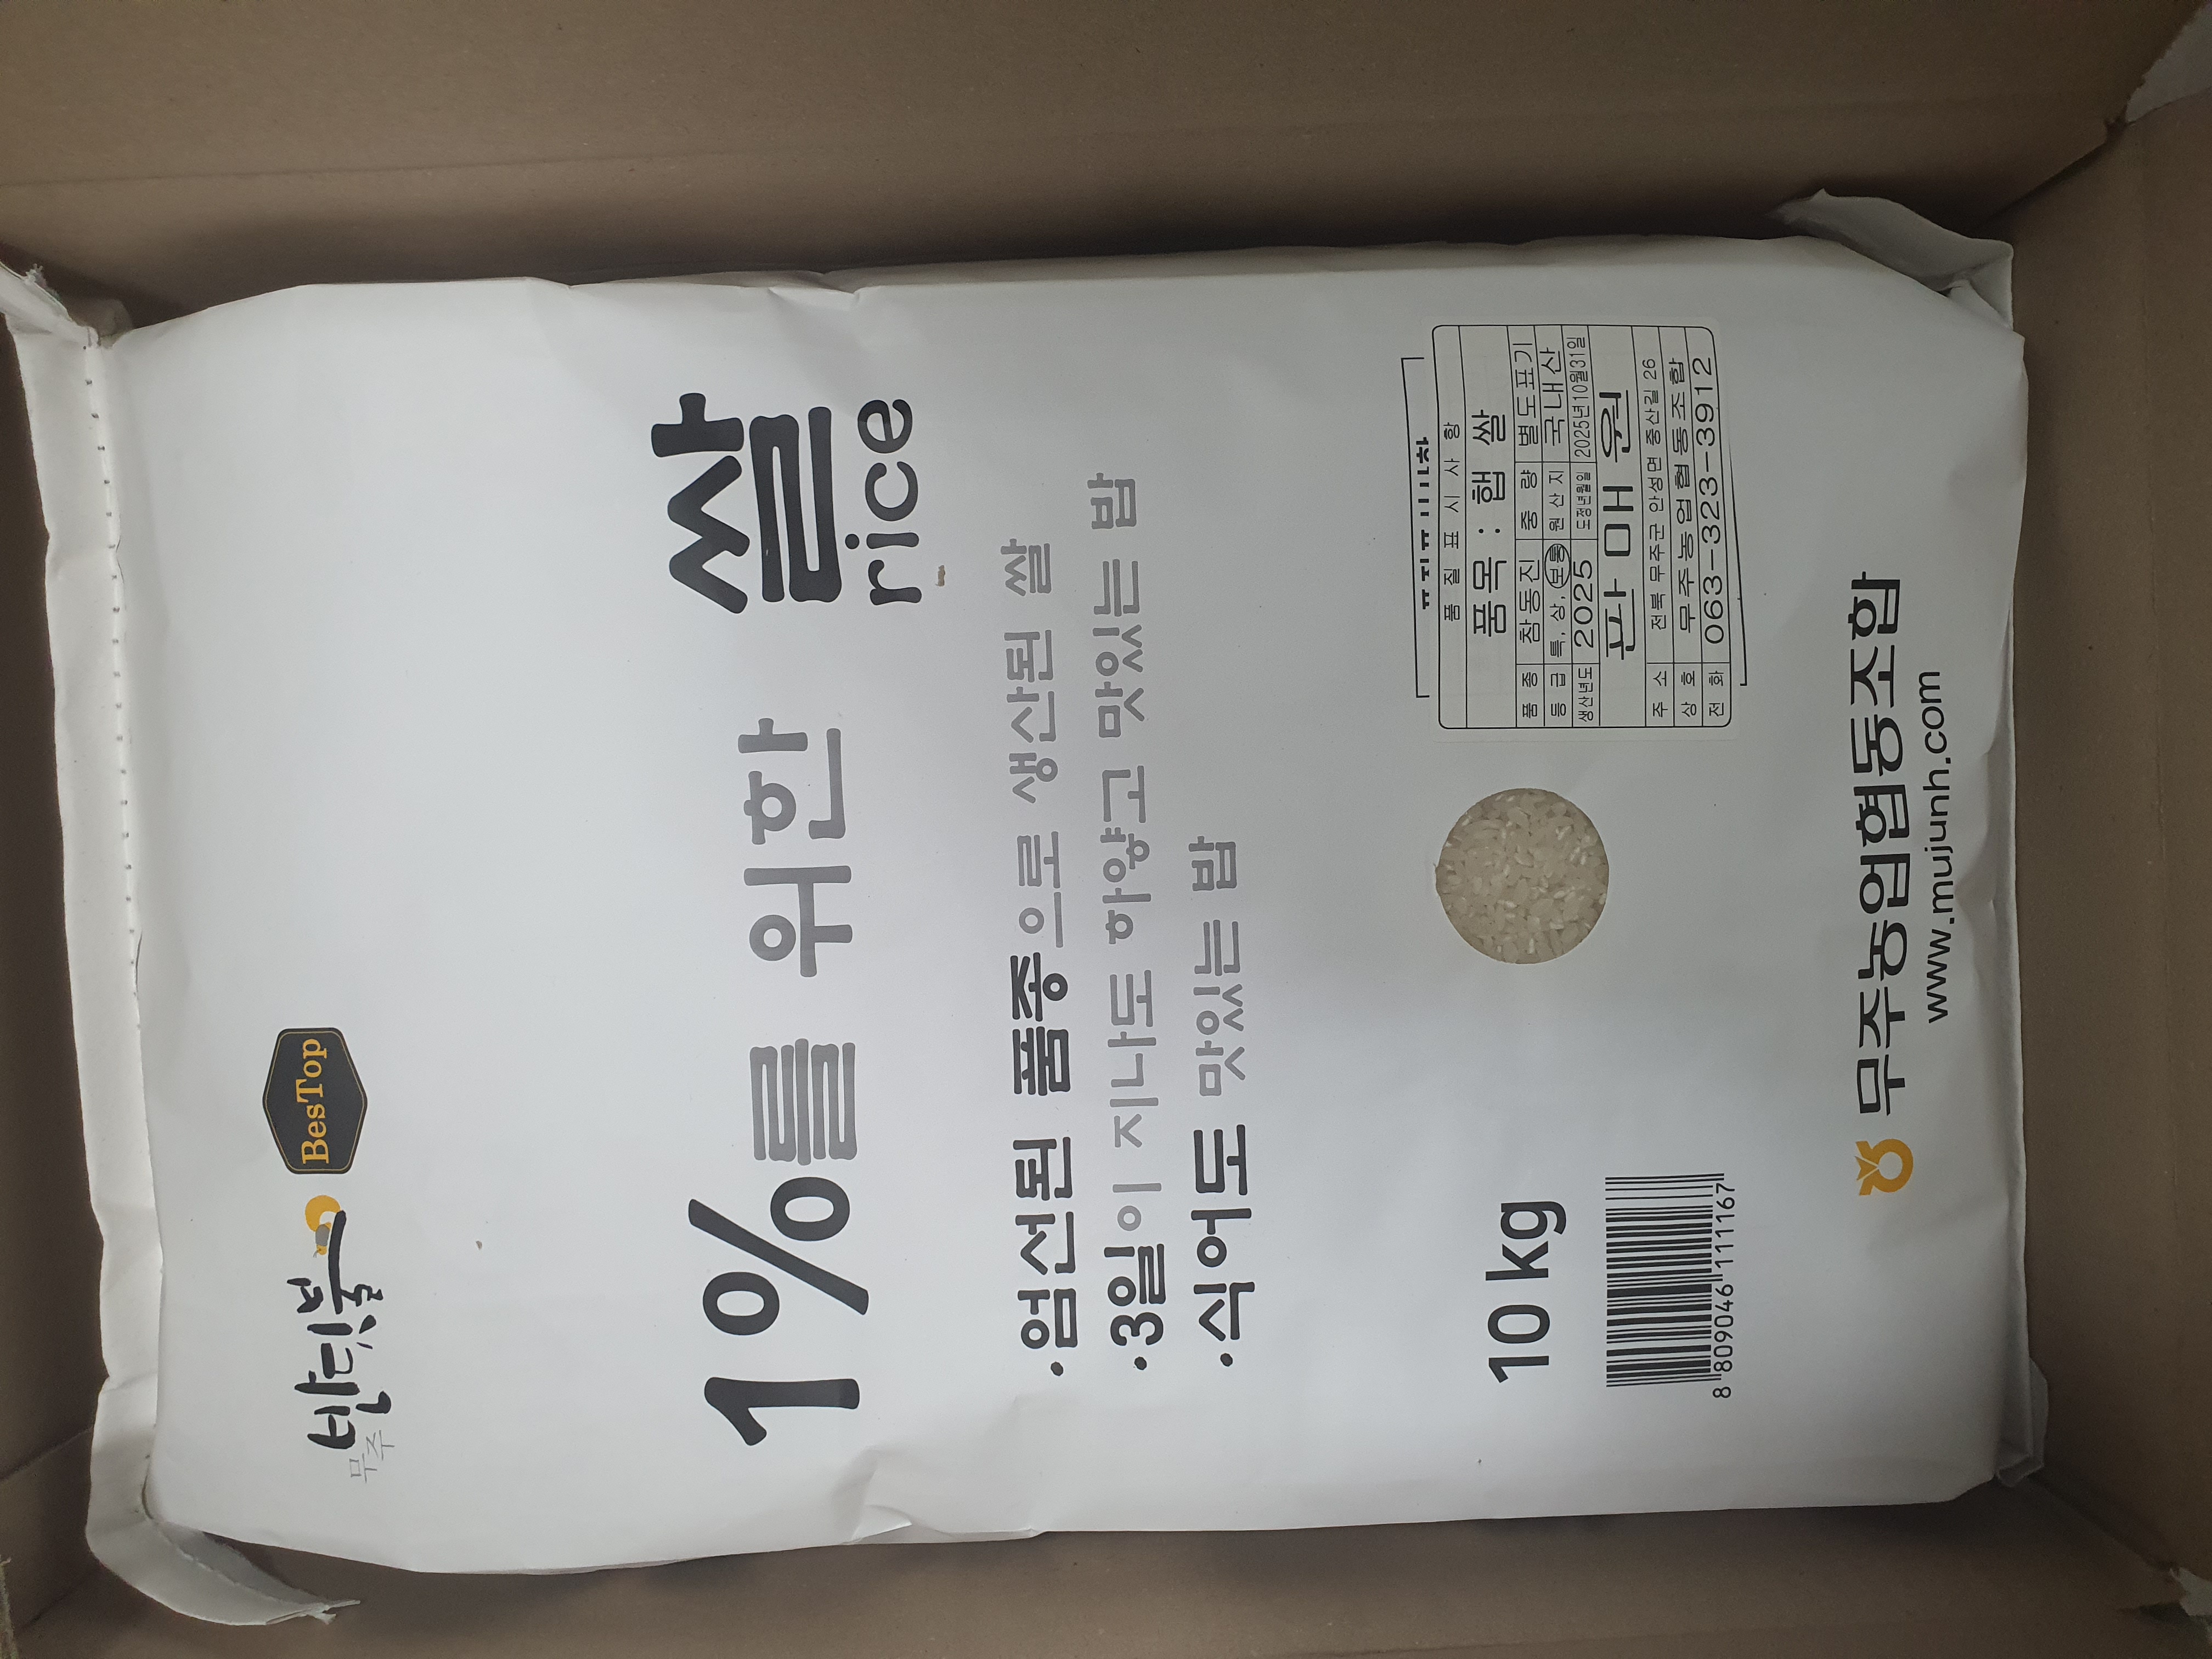 무주 반딧불 BesTop
1%를 위한 쌀
rice
·엄선된 품종으로 생산된 쌀
·3일이 지나도 하얗고 맛있는 밥
·식어도 맛있는 밥
10 kg
8 809046 111167
품 질 표 시 사 항
품목 : 햅 쌀
품 종 참동진 중 량 별도표기
등 급 특, 상, 보통 원 산 지 국내산
생산년도 2025 도정년월일 2025년10월31일
판 매 원
주 소 전북 무주군 안성면 중산길 26
상 호 무주농업협동조합
전 화 063-323-3912
무주농협협동조합
www.mujunh.com